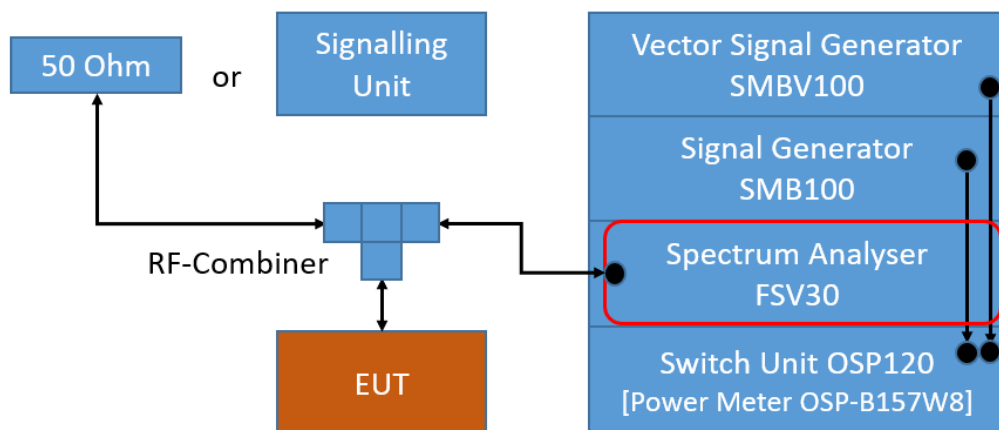 50 Ohm
or
Signalling
Unit
RF-Combiner
EUT
Vector Signal Generator
SMBV100
Signal Generator
SMB100
Spectrum Analyser
FSV30
Switch Unit OSP120
[Power Meter OSP-B157W8]